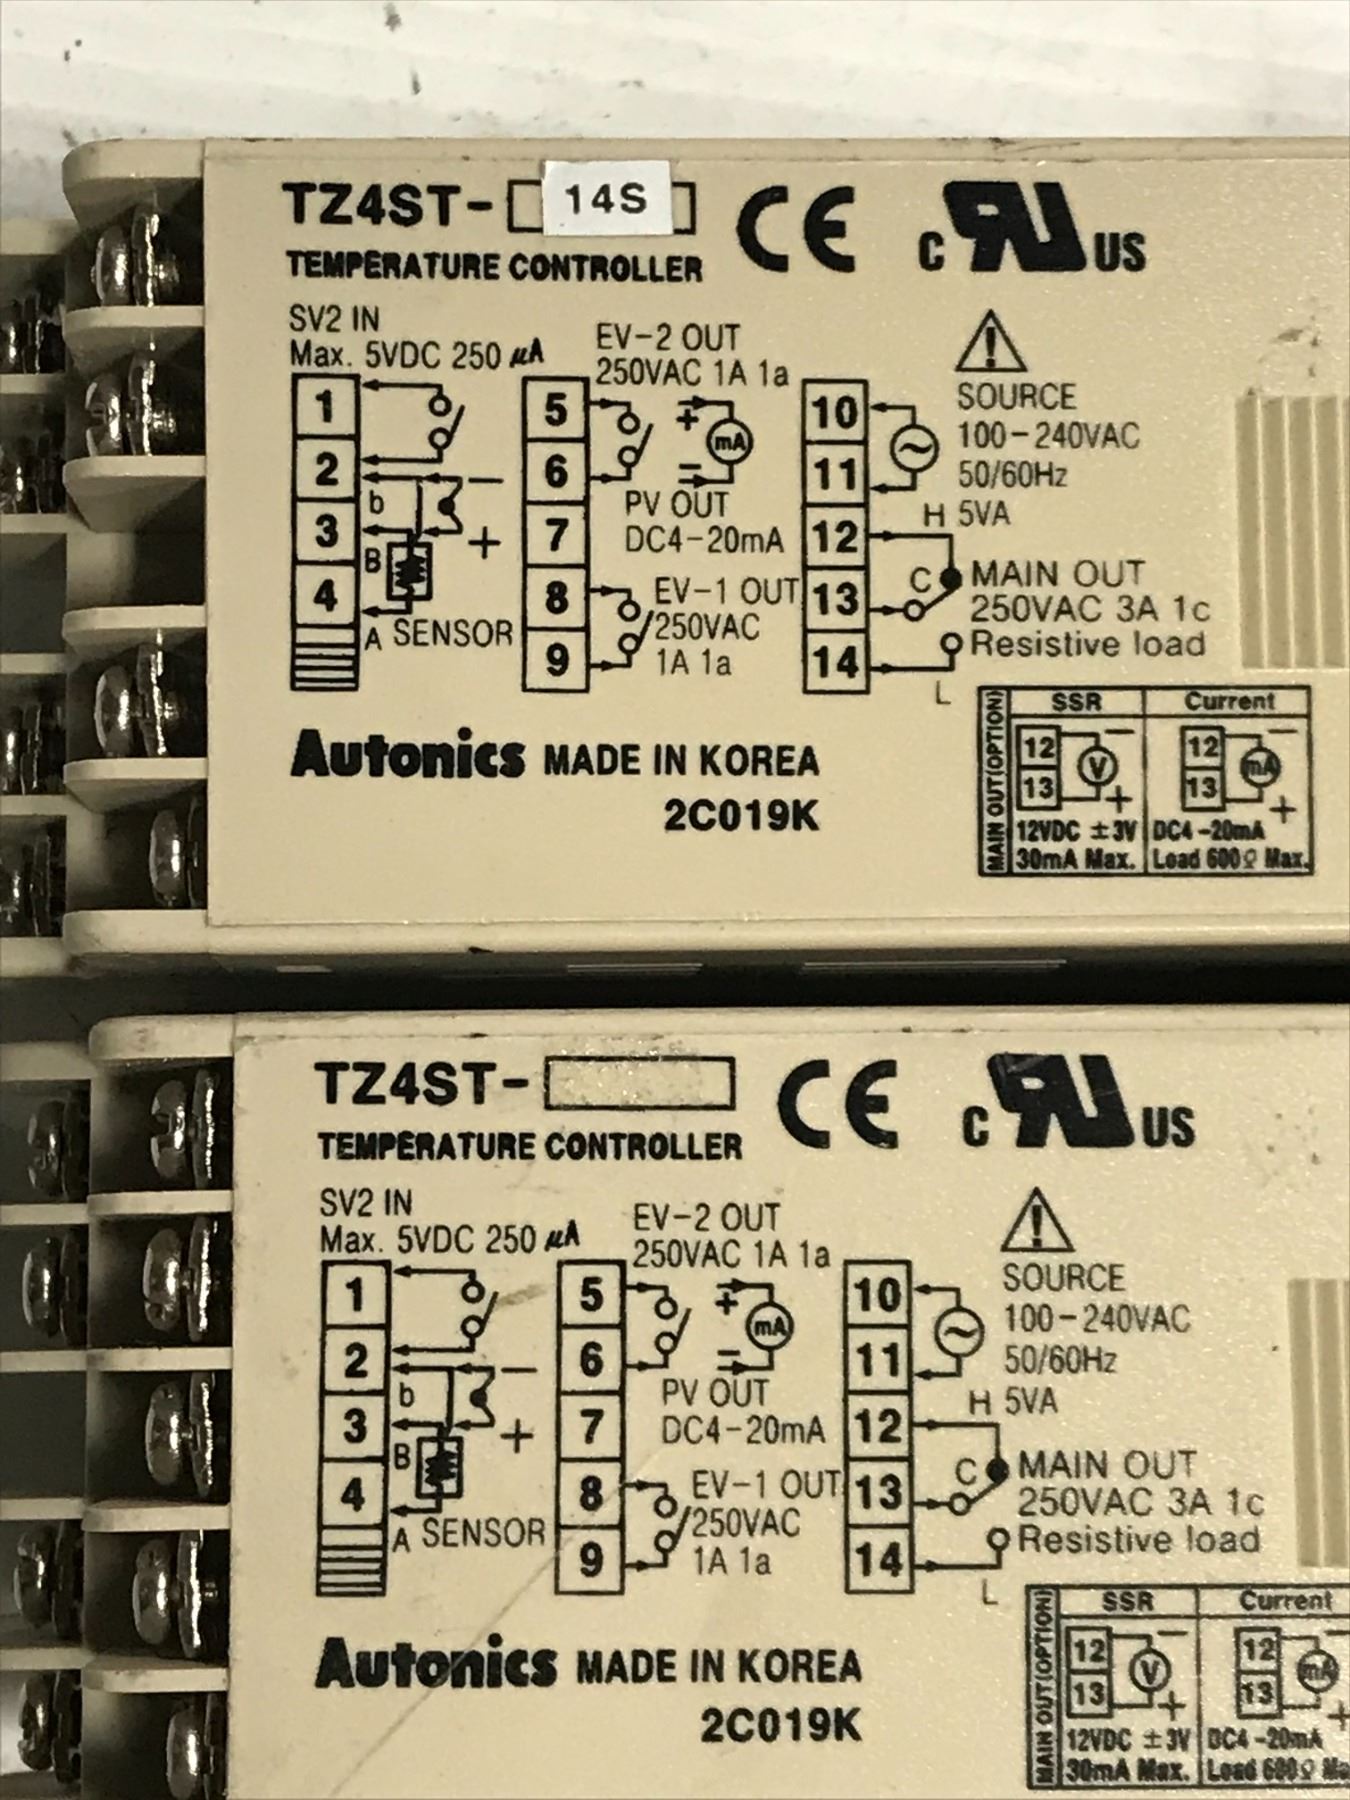 TZ4ST- 14S CE C RU US
TEMPERATURE CONTROLLER
SV2 IN
Max. 5VDC 250 μA
1
2
3
4
b
B
A SENSOR
− +
EV-2 OUT
250VAC 1A 1a
5
6
7
8
9
+ mA −
PV OUT
DC4-20mA
EV-1 OUT
250VAC
1A 1a
10
11
12
13
14
SOURCE
100-240VAC
50/60Hz
5VA
H
C
L
MAIN OUT
250VAC 3A 1c
Resistive load
MAIN OUT(OPTION)
SSR Current
12 − 12 −
V mA
13 + 13 +
12VDC ±3V DC4-20mA
30mA Max. Load 600Ω Max.
Autonics MADE IN KOREA
2C019K
TZ4ST- CE C RU US
TEMPERATURE CONTROLLER
SV2 IN
Max. 5VDC 250 μA
1
2
3
4
b
B
A SENSOR
− +
EV-2 OUT
250VAC 1A 1a
5
6
7
8
9
+ mA −
PV OUT
DC4-20mA
EV-1 OUT
250VAC
1A 1a
10
11
12
13
14
SOURCE
100-240VAC
50/60Hz
5VA
H
C
L
MAIN OUT
250VAC 3A 1c
Resistive load
MAIN OUT(OPTION)
SSR Current
12 − 12 −
V mA
13 + 13 +
12VDC ±3V DC4-20mA
30mA Max. Load 600Ω
Autonics MADE IN KOREA
2C019K